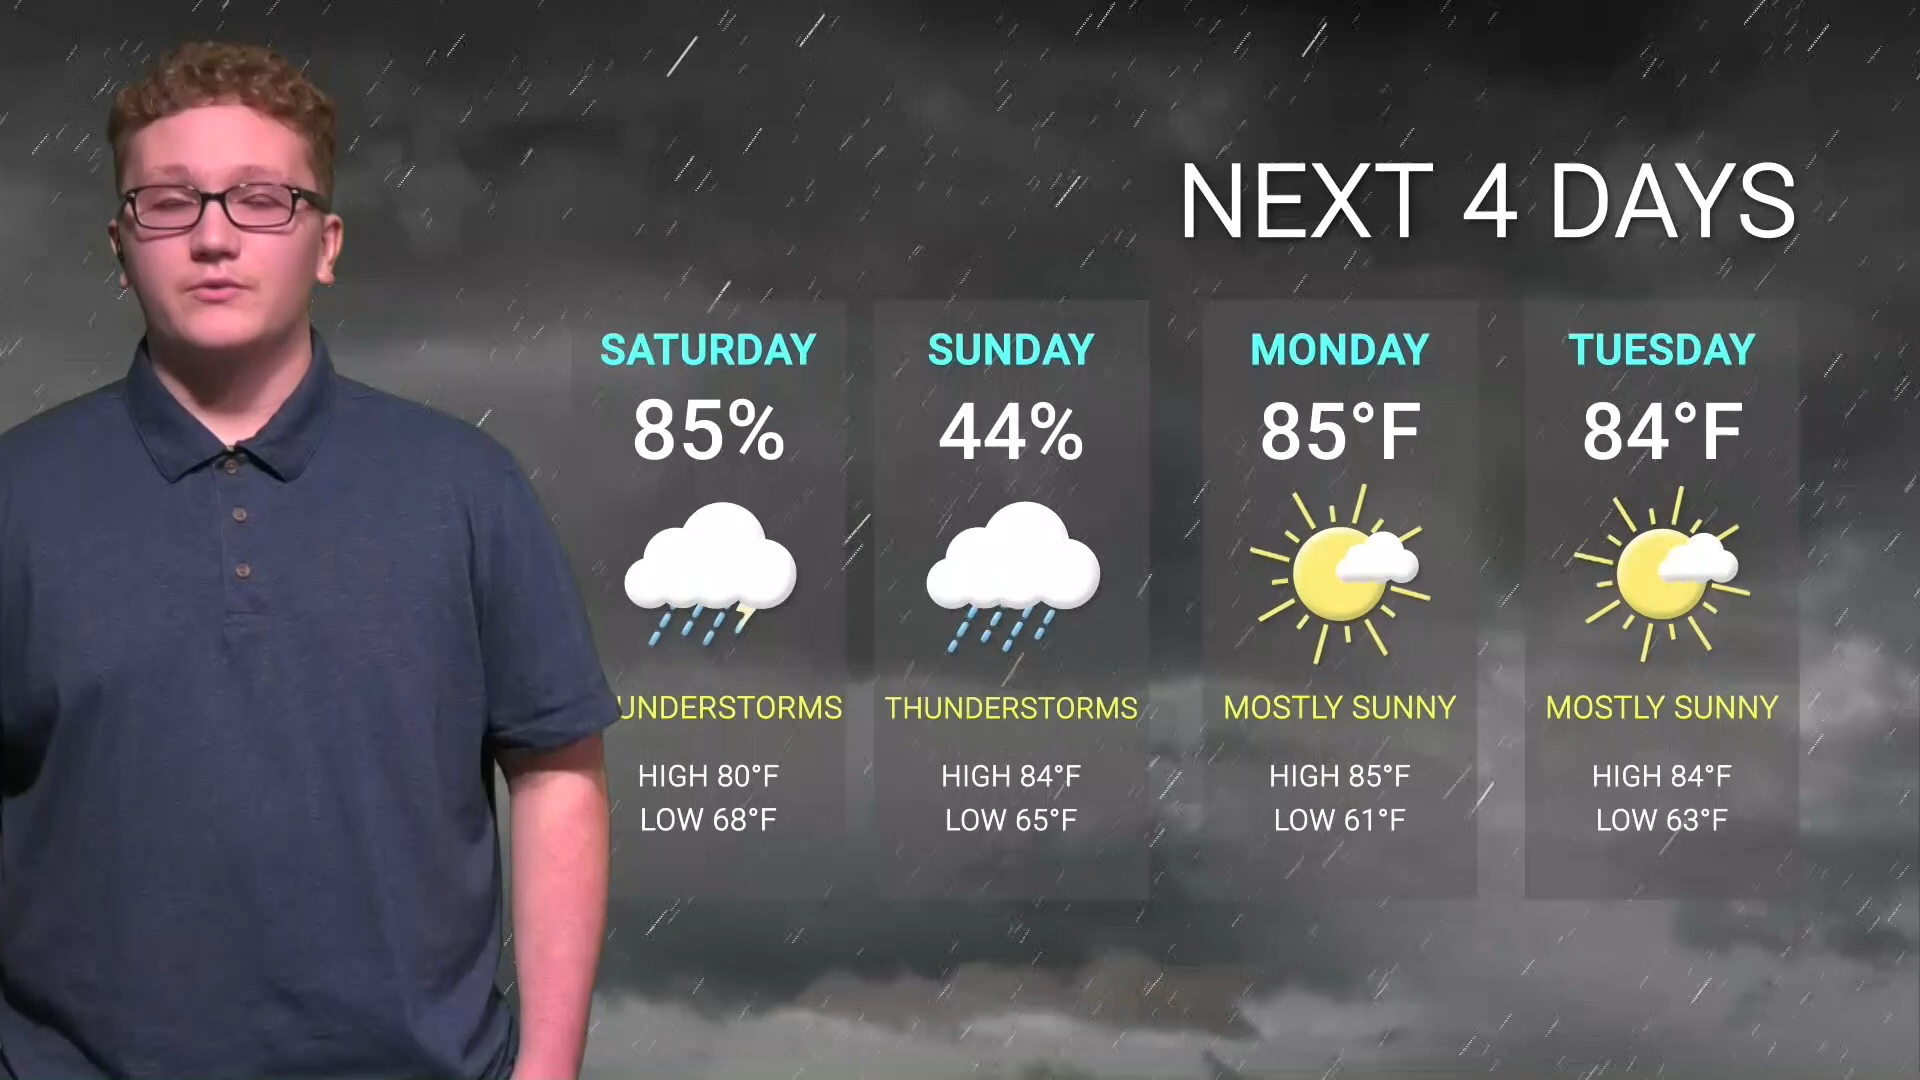 NEXT 4 DAYS
SATURDAY
85%
UNDERSTORMS
HIGH 80°F
LOW 68°F
SUNDAY
44%
THUNDERSTORMS
HIGH 84°F
LOW 65°F
MONDAY
85°F
MOSTLY SUNNY
HIGH 85°F
LOW 61°F
TUESDAY
84°F
MOSTLY SUNNY
HIGH 84°F
LOW 63°F